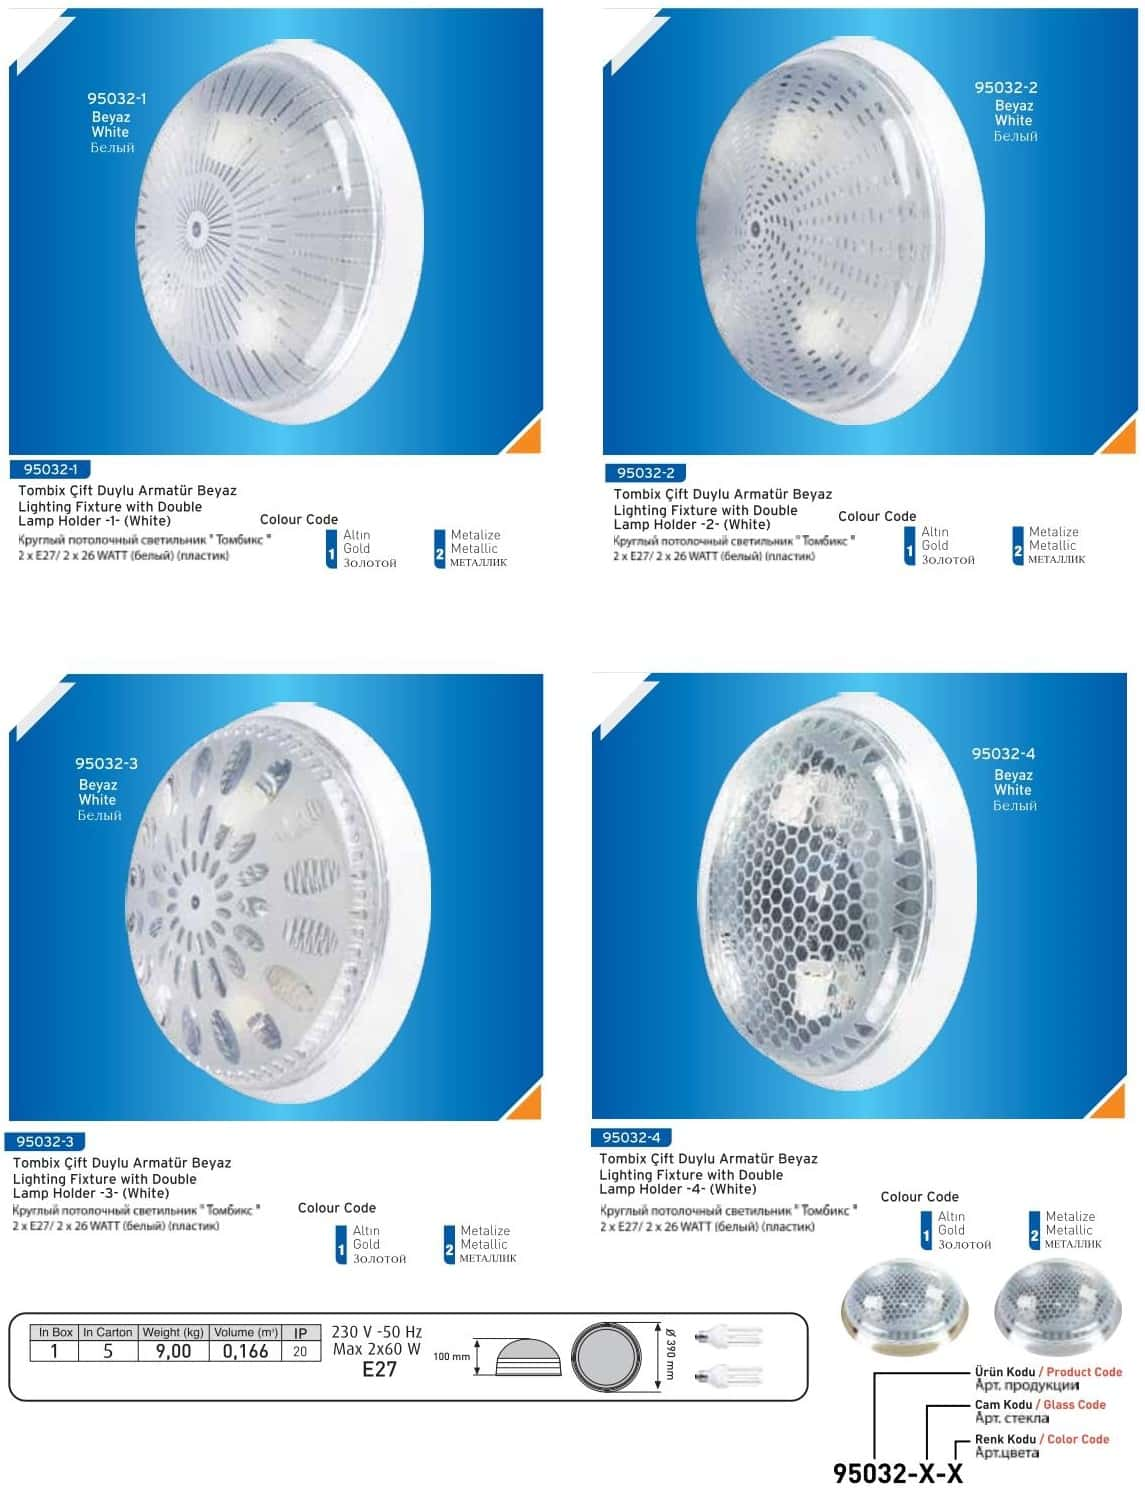 95032-1
Beyaz
White
Белый
95032-2
Beyaz
White
Белый
95032-1
Tombix Çift Duylu Armatür Beyaz
Lighting Fixture with Double
Lamp Holder -1- (White)
Круглый потолочный светильник " Томбикс "
2 x E27/ 2 x 26 WATT (белый) (пластик)
Colour Code
1
Altın
Gold
Золотой
2
Metalize
Metallic
МЕТАЛЛИК
95032-2
Tombix Çift Duylu Armatür Beyaz
Lighting Fixture with Double
Lamp Holder -2- (White)
Круглый потолочный светильник " Томбикс "
2 x E27/ 2 x 26 WATT (белый) (пластик)
Colour Code
1
Altın
Gold
Золотой
2
Metalize
Metallic
МЕТАЛЛИК
95032-3
Beyaz
White
Белый
95032-4
Beyaz
White
Белый
95032-3
Tombix Çift Duylu Armatür Beyaz
Lighting Fixture with Double
Lamp Holder -3- (White)
Круглый потолочный светильник " Томбикс "
2 x E27/ 2 x 26 WATT (белый) (пластик)
Colour Code
1
Altın
Gold
Золотой
2
Metalize
Metallic
МЕТАЛЛИК
95032-4
Tombix Çift Duylu Armatür Beyaz
Lighting Fixture with Double
Lamp Holder -4- (White)
Круглый потолочный светильник " Томбикс "
2 x E27/ 2 x 26 WATT (белый) (пластик)
Colour Code
1
Altın
Gold
Золотой
2
Metalize
Metallic
МЕТАЛЛИК
In Box In Carton Weight (kg) Volume (m³) IP
1 5 9,00 0,166 20
230 V -50 Hz
Max 2x60 W
E27
100 mm
Ø 390 mm
Ürün Kodu / Product Code
Арт. продукции
Cam Kodu / Glass Code
Арт. стекла
Renk Kodu / Color Code
Арт.цвета
95032-X-X